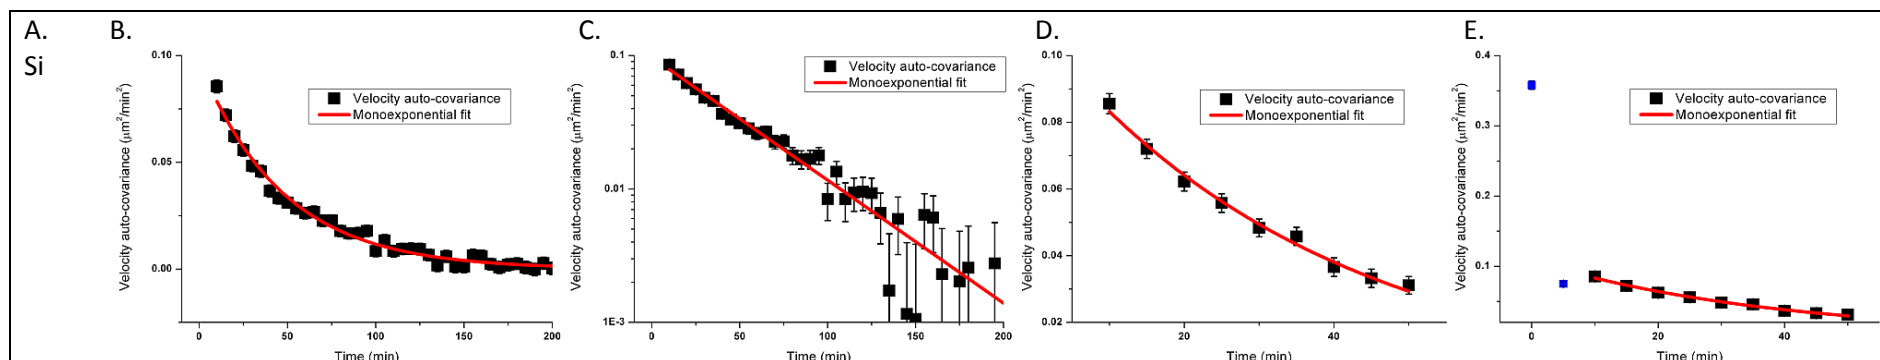 A.
Si
B.
0.10
0.05
0.00
Velocity auto-covariance (μm²/min²)
Velocity auto-covariance
Monoexponential fit
0 50 100 150 200
Time (min)
C.
0.1
0.01
1E-3
Velocity auto-covariance (μm²/min²)
Velocity auto-covariance
Monoexponential fit
0 50 100 150 200
Time (min)
D.
0.10
0.08
0.06
0.04
0.02
Velocity auto-covariance (μm²/min²)
Velocity auto-covariance
Monoexponential fit
20 40
Time (min)
E.
0.4
0.3
0.2
0.1
Velocity auto-covariance (μm²/min²)
Velocity auto-covariance
Monoexponential fit
0 20 40
Time (min)